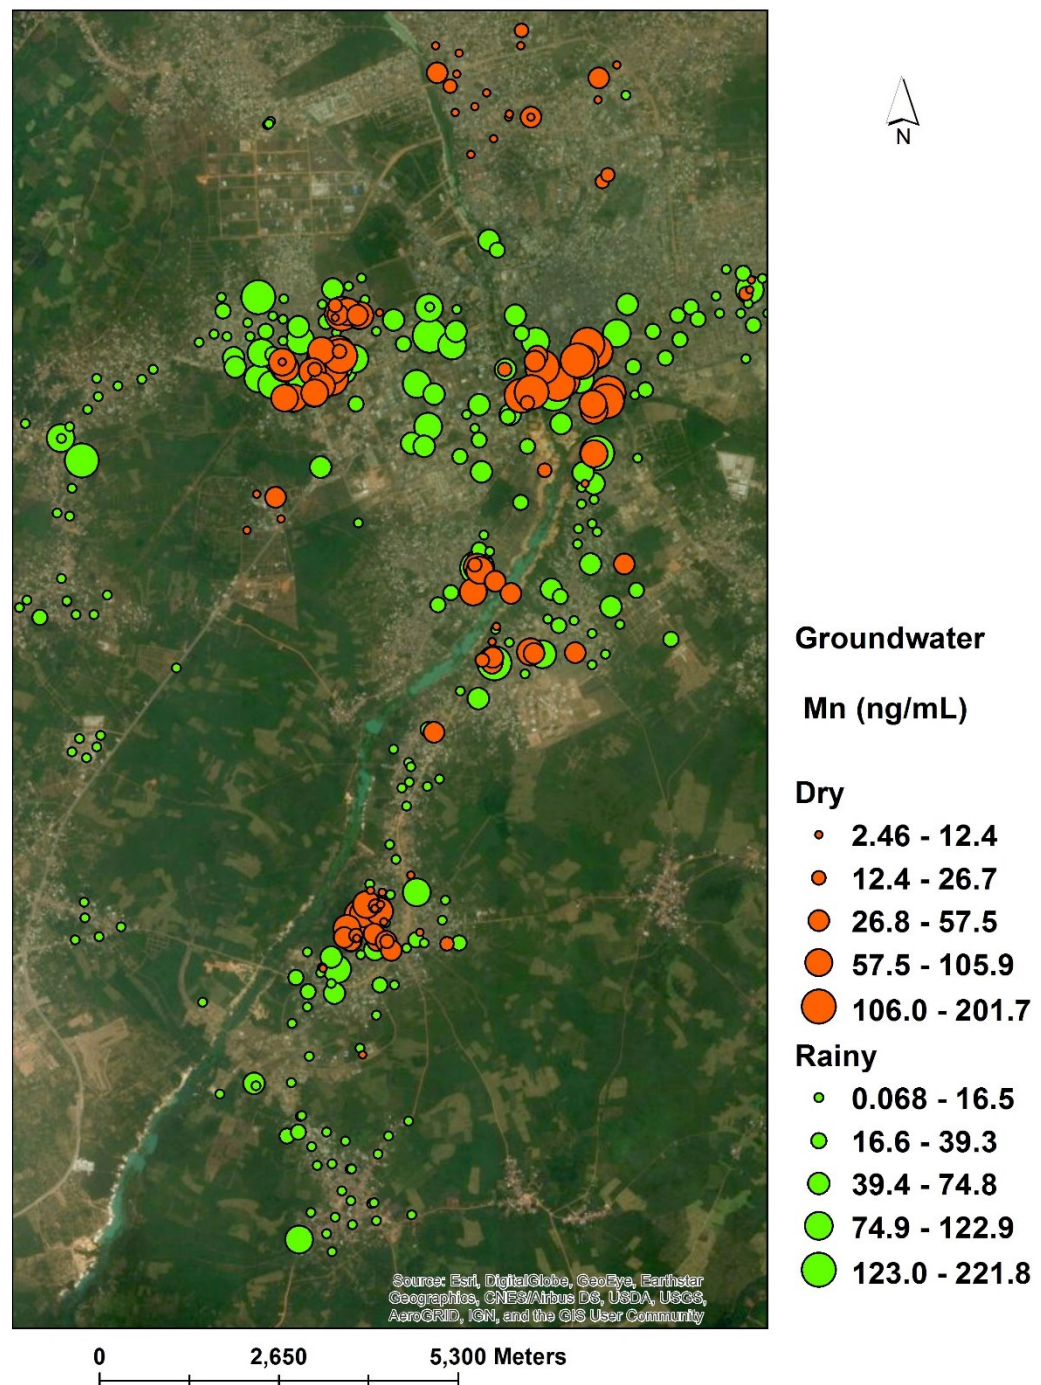 N
Groundwater
Mn (ng/mL)
Dry
2.46 - 12.4
12.4 - 26.7
26.8 - 57.5
57.5 - 105.9
106.0 - 201.7
Rainy
0.068 - 16.5
16.6 - 39.3
39.4 - 74.8
74.9 - 122.9
123.0 - 221.8
Source: Esri, DigitalGlobe, GeoEye, Earthstar
Geographics, CNES/Airbus DS, USDA, USGS,
AeroGRID, IGN, and the GIS User Community
0 2,650 5,300 Meters